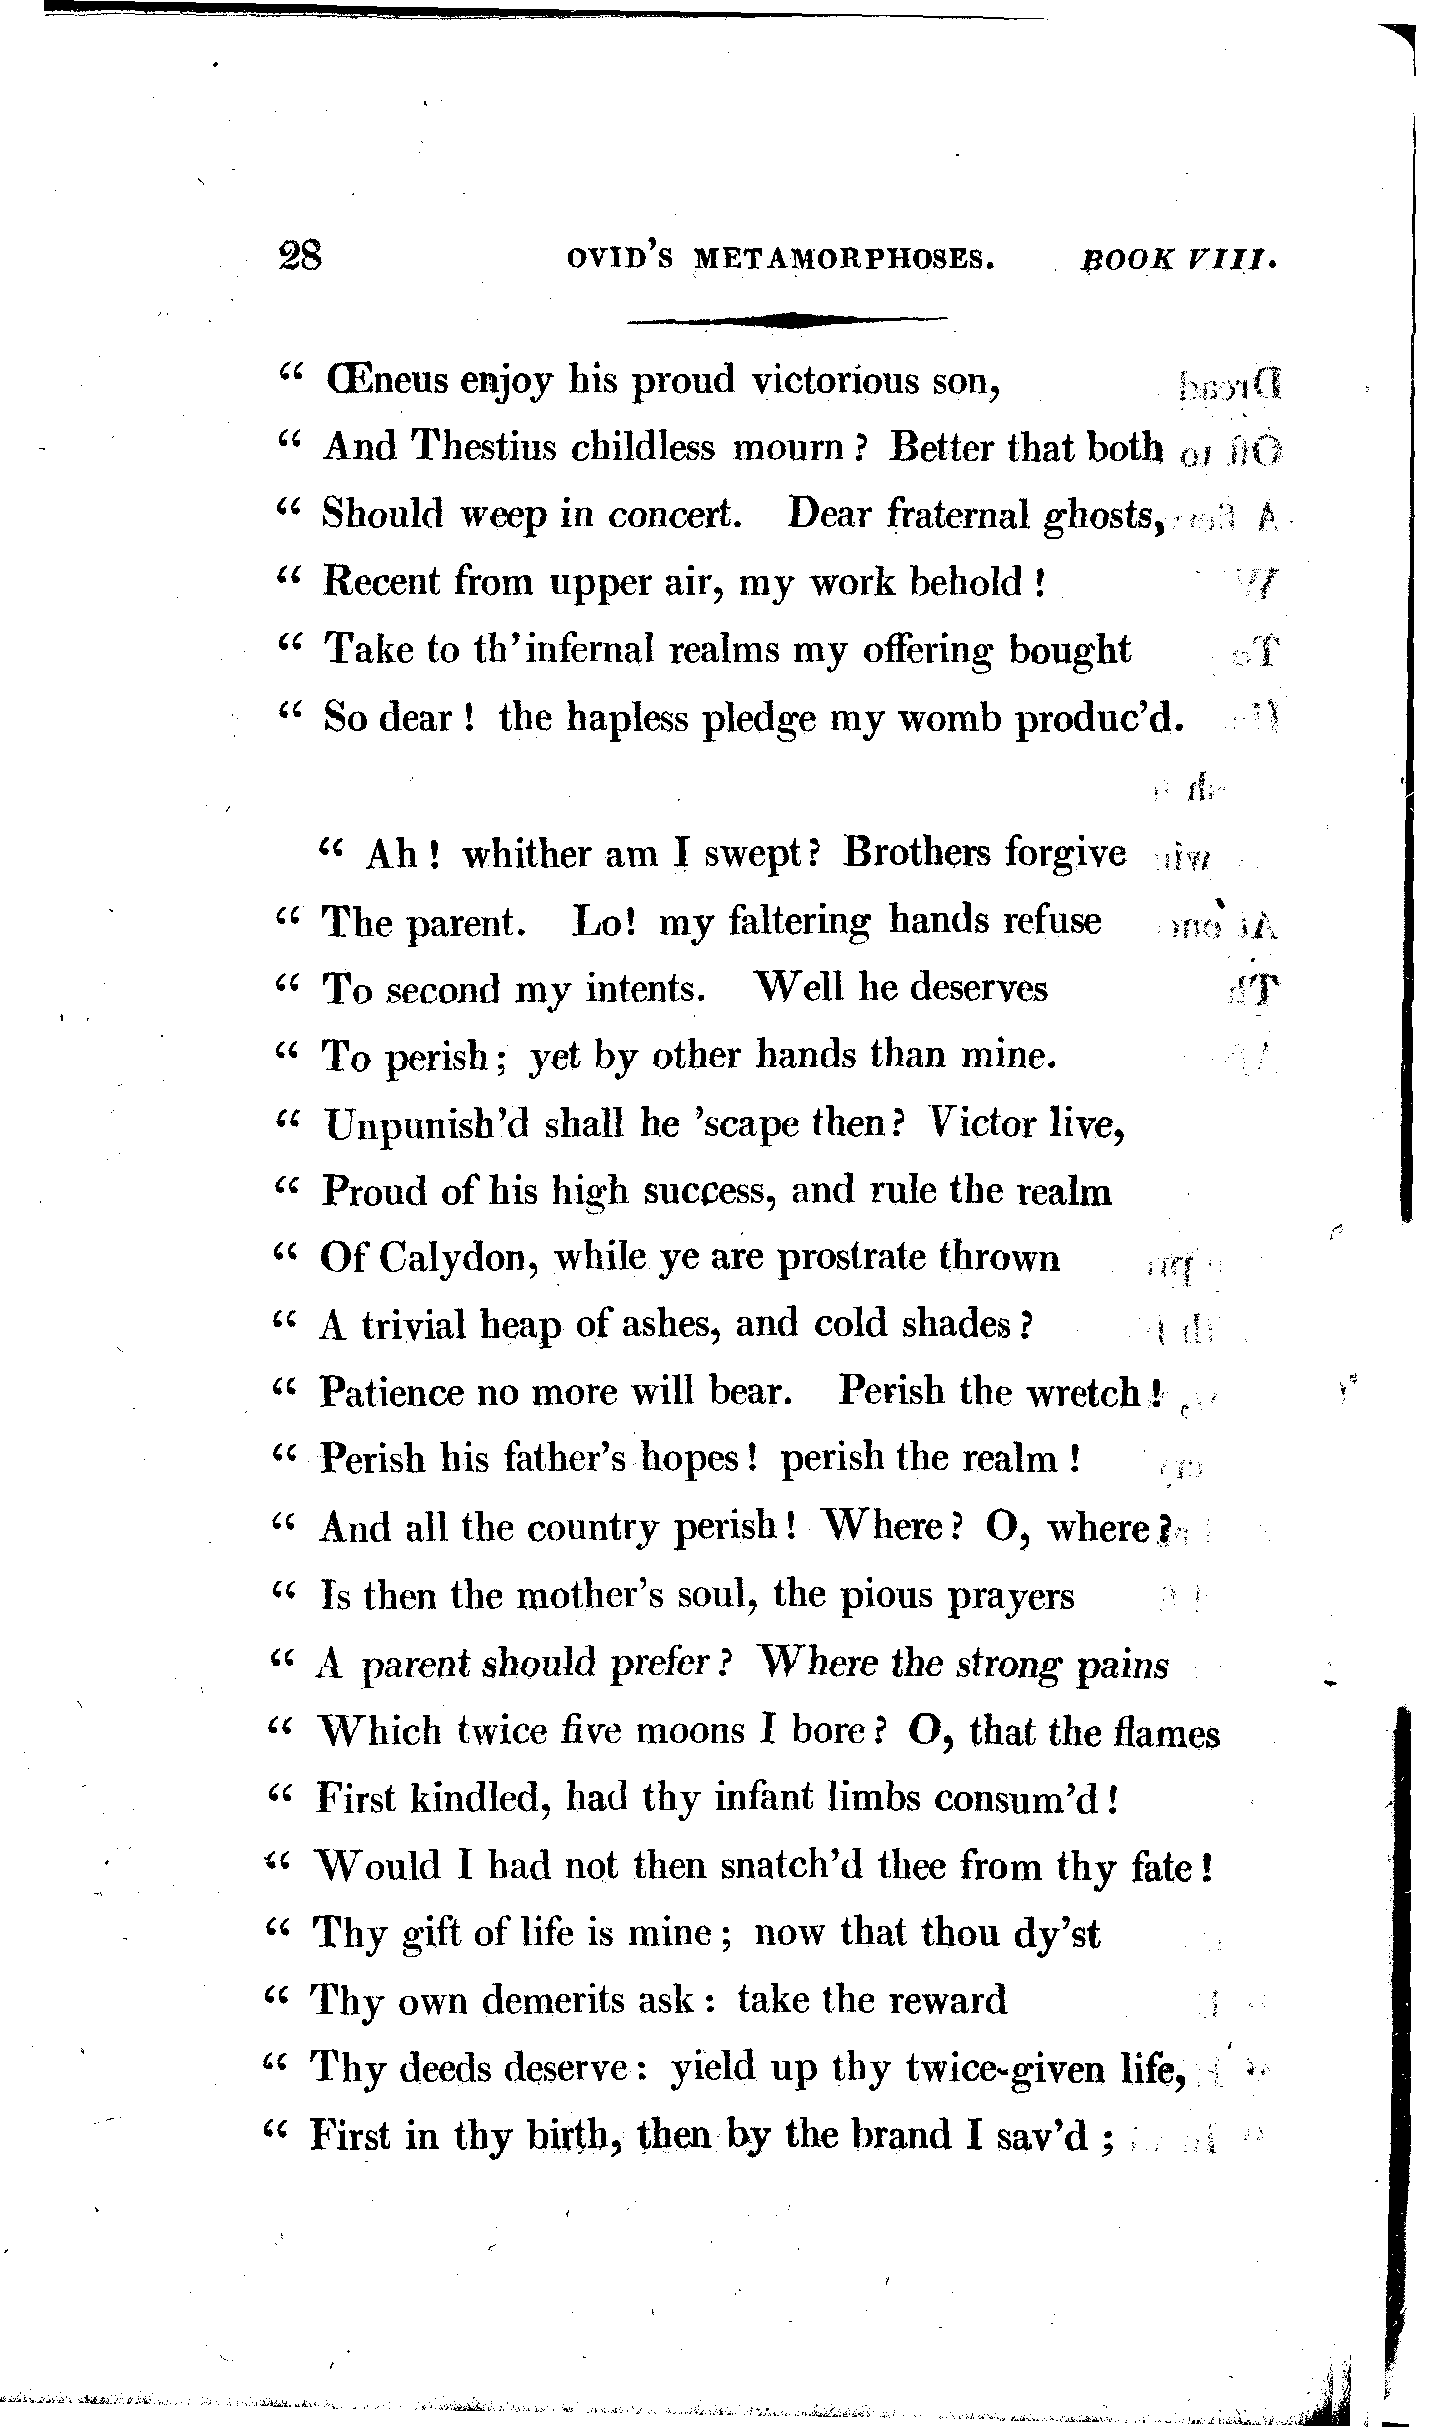 28 OVID'S METAMORPHOSES. BOOK VIII.
“ Œneus enjoy his proud victorious son,
“ And Thestius childless mourn ? Better that both
“ Should weep in concert. Dear fraternal ghosts,
“ Recent from upper air, my work behold !
“ Take to th'infernal realms my offering bought
“ So dear ! the hapless pledge my womb produc'd.
“ Ah ! whither am I swept ? Brothers forgive
“ The parent. Lo! my faltering hands refuse
“ To second my intents. Well he deserves
“ To perish ; yet by other hands than mine.
“ Unpunish'd shall he 'scape then ? Victor live,
“ Proud of his high success, and rule the realm
“ Of Calydon, while ye are prostrate thrown
“ A trivial heap of ashes, and cold shades ?
“ Patience no more will bear. Perish the wretch !
“ Perish his father's hopes ! perish the realm !
“ And all the country perish ! Where ? O, where ?
“ Is then the mother's soul, the pious prayers
“ A parent should prefer ? Where the strong pains
“ Which twice five moons I bore ? O, that the flames
“ First kindled, had thy infant limbs consum'd !
“ Would I had not then snatch'd thee from thy fate !
“ Thy gift of life is mine ; now that thou dy'st
“ Thy own demerits ask : take the reward
“ Thy deeds deserve : yield up thy twice-given life,
“ First in thy birth, then by the brand I sav'd ;